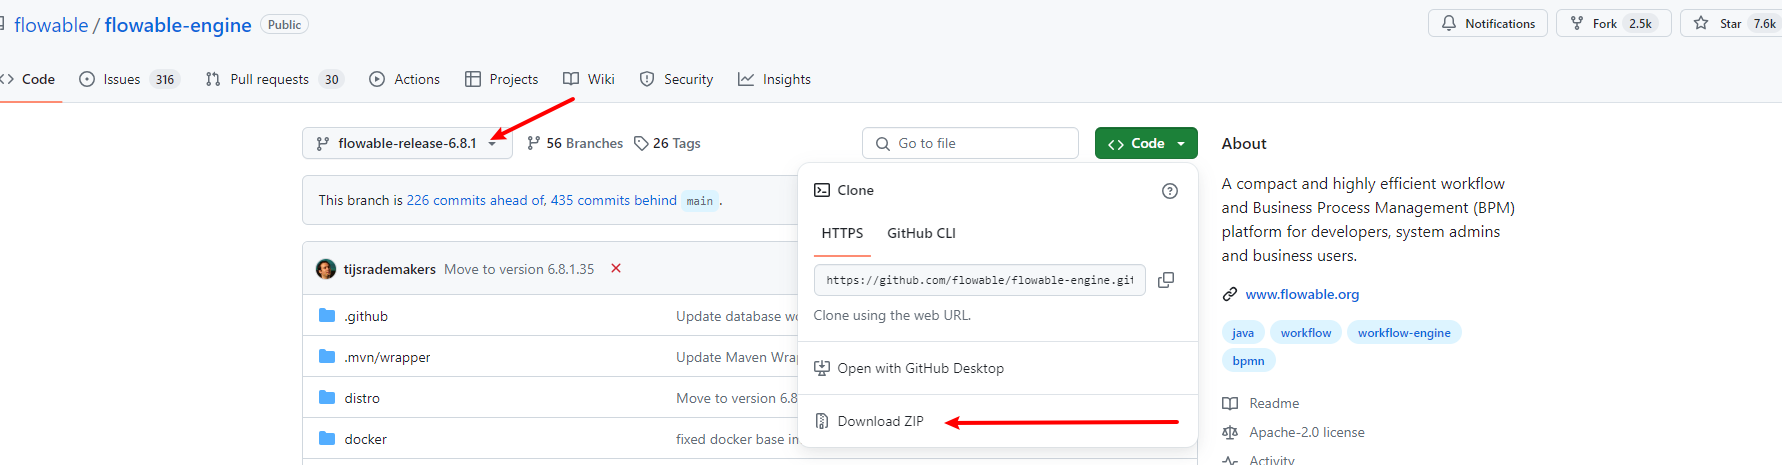 flowable / flowable-engine Public
Notifications Fork 2.5k Star 7.6k
Code Issues 316 Pull requests 30 Actions Projects Wiki Security Insights
flowable-release-6.8.1 56 Branches 26 Tags
Go to file
Code
This branch is 226 commits ahead of, 435 commits behind main.
tijsrademakers Move to version 6.8.1.35
.github Update database
.mvn/wrapper Update Maven
distro Move to version 6.8
docker fixed docker base
Clone
HTTPS GitHub CLI
https://github.com/flowable/flowable-engine.git
Clone using the web URL.
Open with GitHub Desktop
Download ZIP
About
A compact and highly efficient workflow
and Business Process Management (BPM)
platform for developers, system admins
and business users.
www.flowable.org
java workflow workflow-engine
bpmn
Readme
Apache-2.0 license
Activity